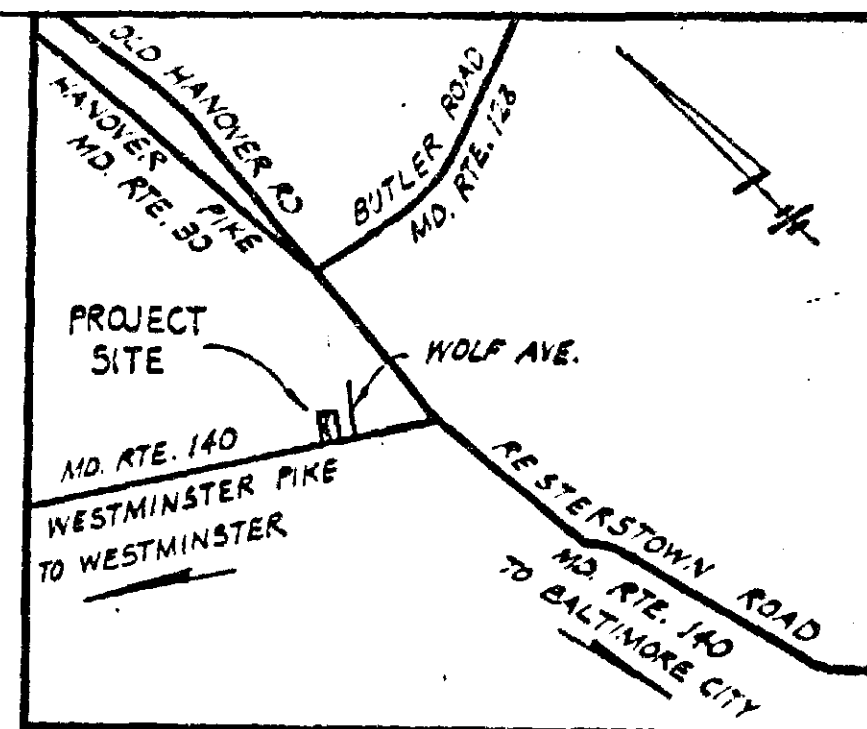 OLD HANOVER RD
HANOVER PIKE
MD. RTE. 30
BUTLER ROAD
MD. RTE. 128
PROJECT
SITE
WOLF AVE.
MD. RTE. 140
WESTMINSTER PIKE
TO WESTMINSTER
RESTERSTOWN ROAD
MD. RTE. 140
TO BALTIMORE CITY